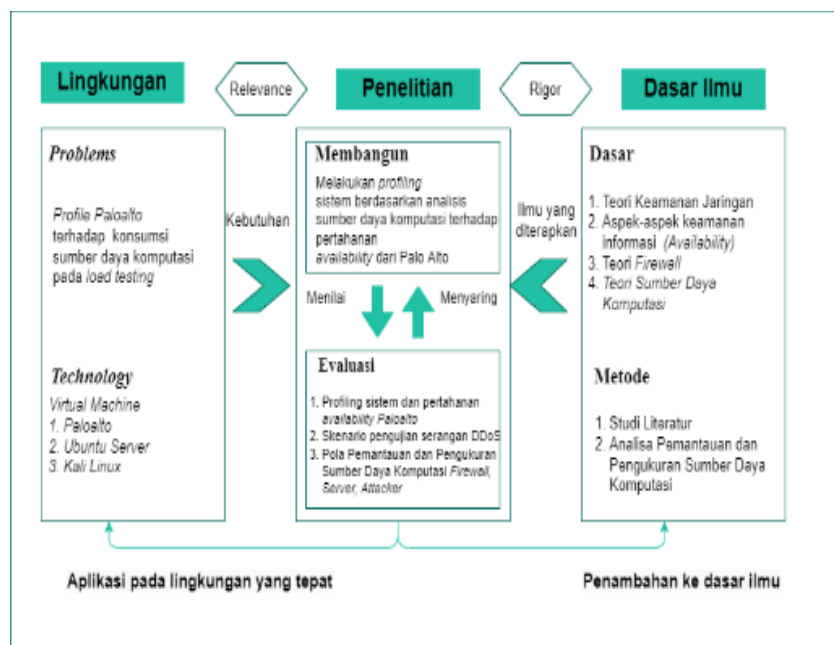 Lingkungan
Relevance
Penelitian
Rigor
Dasar Ilmu
Problems
Profile Paloalto
terhadap konsumsi
sumber daya komputasi
pada load testing
Technology
Virtual Machine
1. Paloalto
2. Ubuntu Server
3. Kali Linux
Kebutuhan
Membangun
Melakukan profiling
sistem berdasarkan analisis
sumber daya komputasi terhadap
pertahanan
availability dari Palo Alto
Menilai
Menyaring
Evaluasi
1. Profiling sistem dan pertahanan
availability Paloalto
2. Skenario pengujian serangan DDoS
3. Pola Pemantauan dan Pengukuran
Sumber Daya Komputasi Firewall,
Server, Attacker
Ilmu yang
diterapkan
Dasar
1. Teori Keamanan Jaringan
2. Aspek-aspek keamanan
informasi (Availability)
3. Teori Firewall
4. Teori Sumber Daya
Komputasi
Metode
1. Studi Literatur
2. Analisa Pemantauan dan
Pengukuran Sumber Daya
Komputasi
Aplikasi pada lingkungan yang tepat
Penambahan ke dasar ilmu